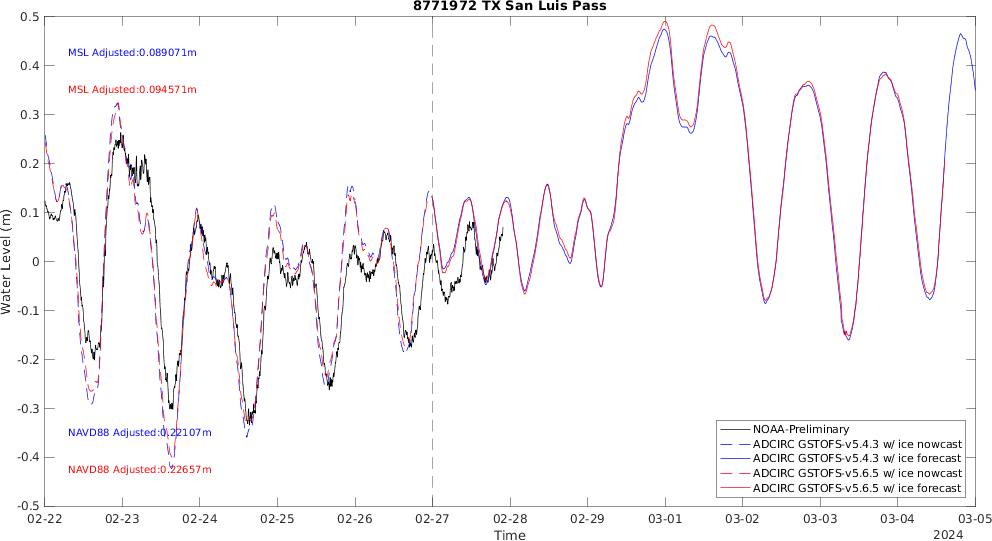 8771972 TX San Luis Pass
MSL Adjusted:0.089071m
MSL Adjusted:0.094571m
NAVD88 Adjusted:0.22107m
NAVD88 Adjusted:0.22657m
Water Level (m)
0.5
0.4
0.3
0.2
0.1
0
-0.1
-0.2
-0.3
-0.4
-0.5
NOAA-Preliminary
ADCIRC GSTOFS-v5.4.3 w/ ice nowcast
ADCIRC GSTOFS-v5.4.3 w/ ice forecast
ADCIRC GSTOFS-v5.6.5 w/ ice nowcast
ADCIRC GSTOFS-v5.6.5 w/ ice forecast
02-22 02-23 02-24 02-25 02-26 02-27 02-28 02-29 03-01 03-02 03-03 03-04 03-05
Time
2024